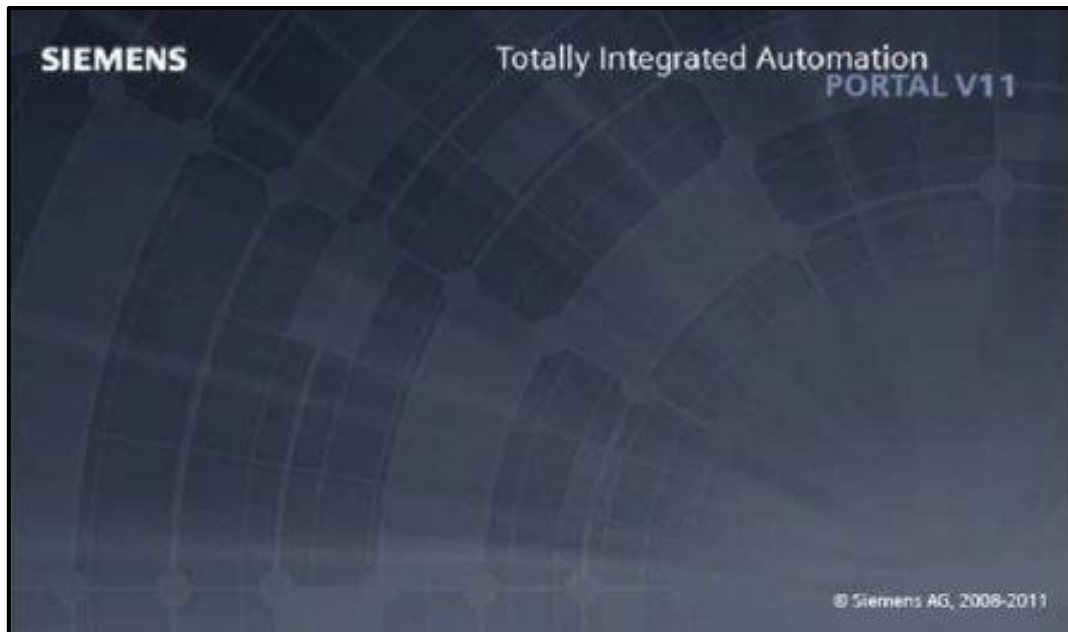 SIEMENS
Totally Integrated Automation
PORTAL V11
© Siemens AG, 2008-2011